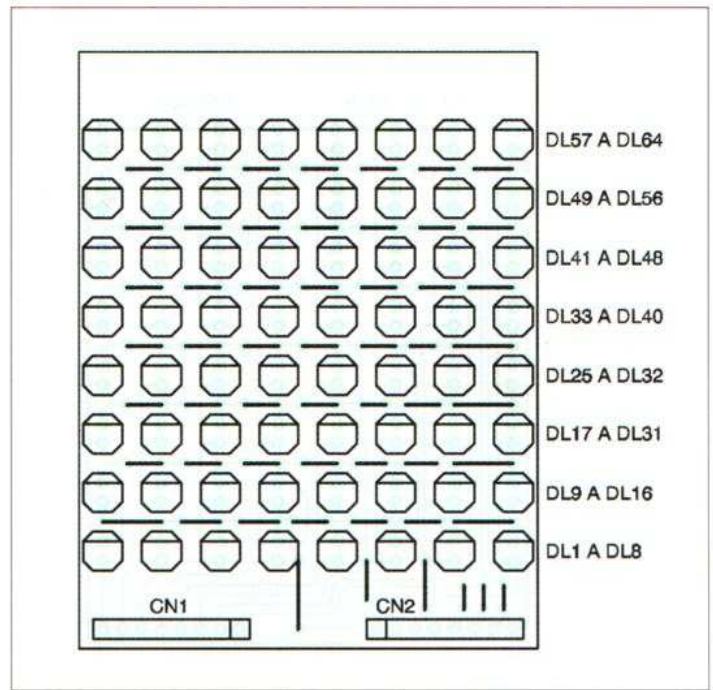 DL57 A DL64
DL49 A DL56
DL41 A DL48
DL33 A DL40
DL25 A DL32
DL17 A DL31
DL9 A DL16
DL1 A DL8
CN1
CN2